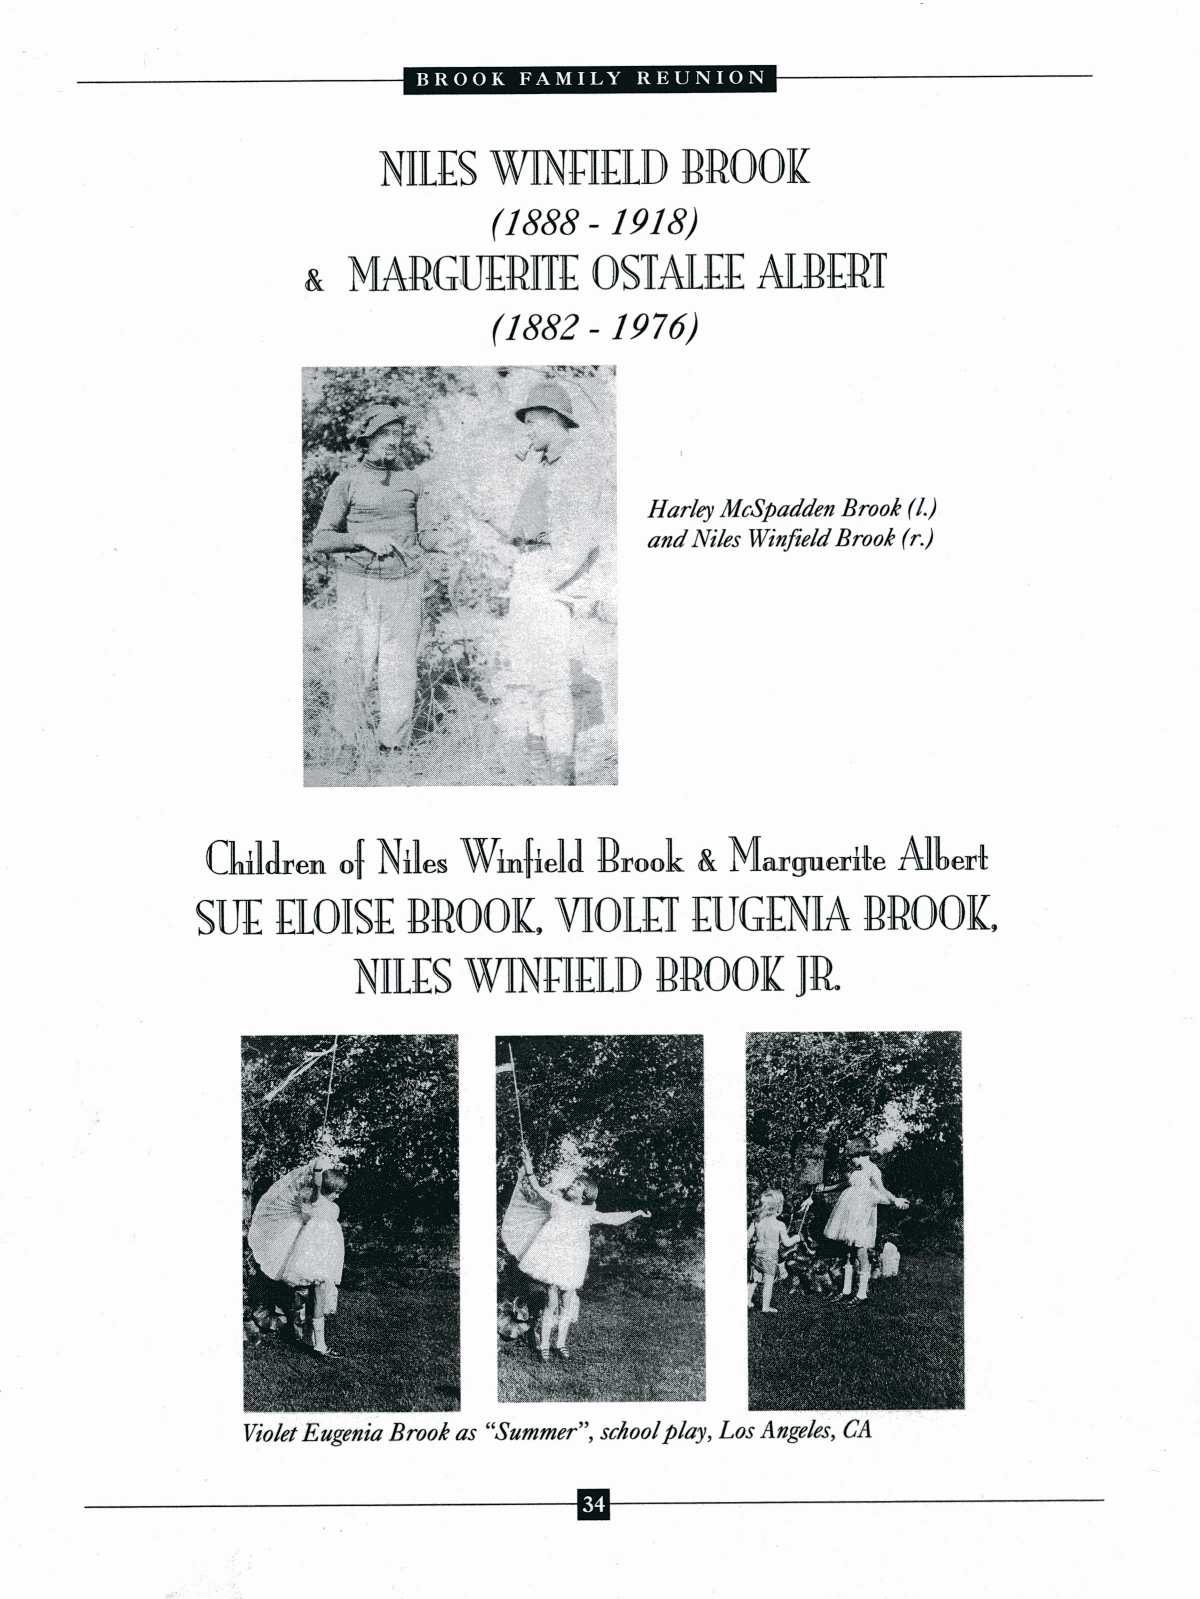 BROOK FAMILY REUNION
NILES WINFIELD BROOK
(1888 - 1918)
& MARGUERITE OSTALEE ALBERT
(1882 - 1976)
Harley McSpadden Brook (l.)
and Niles Winfield Brook (r.)
Children of Niles Winfield Brook & Marguerite Albert
SUE ELOISE BROOK, VIOLET EUGENIA BROOK,
NILES WINFIELD BROOK JR.
Violet Eugenia Brook as “Summer”, school play, Los Angeles, CA
34